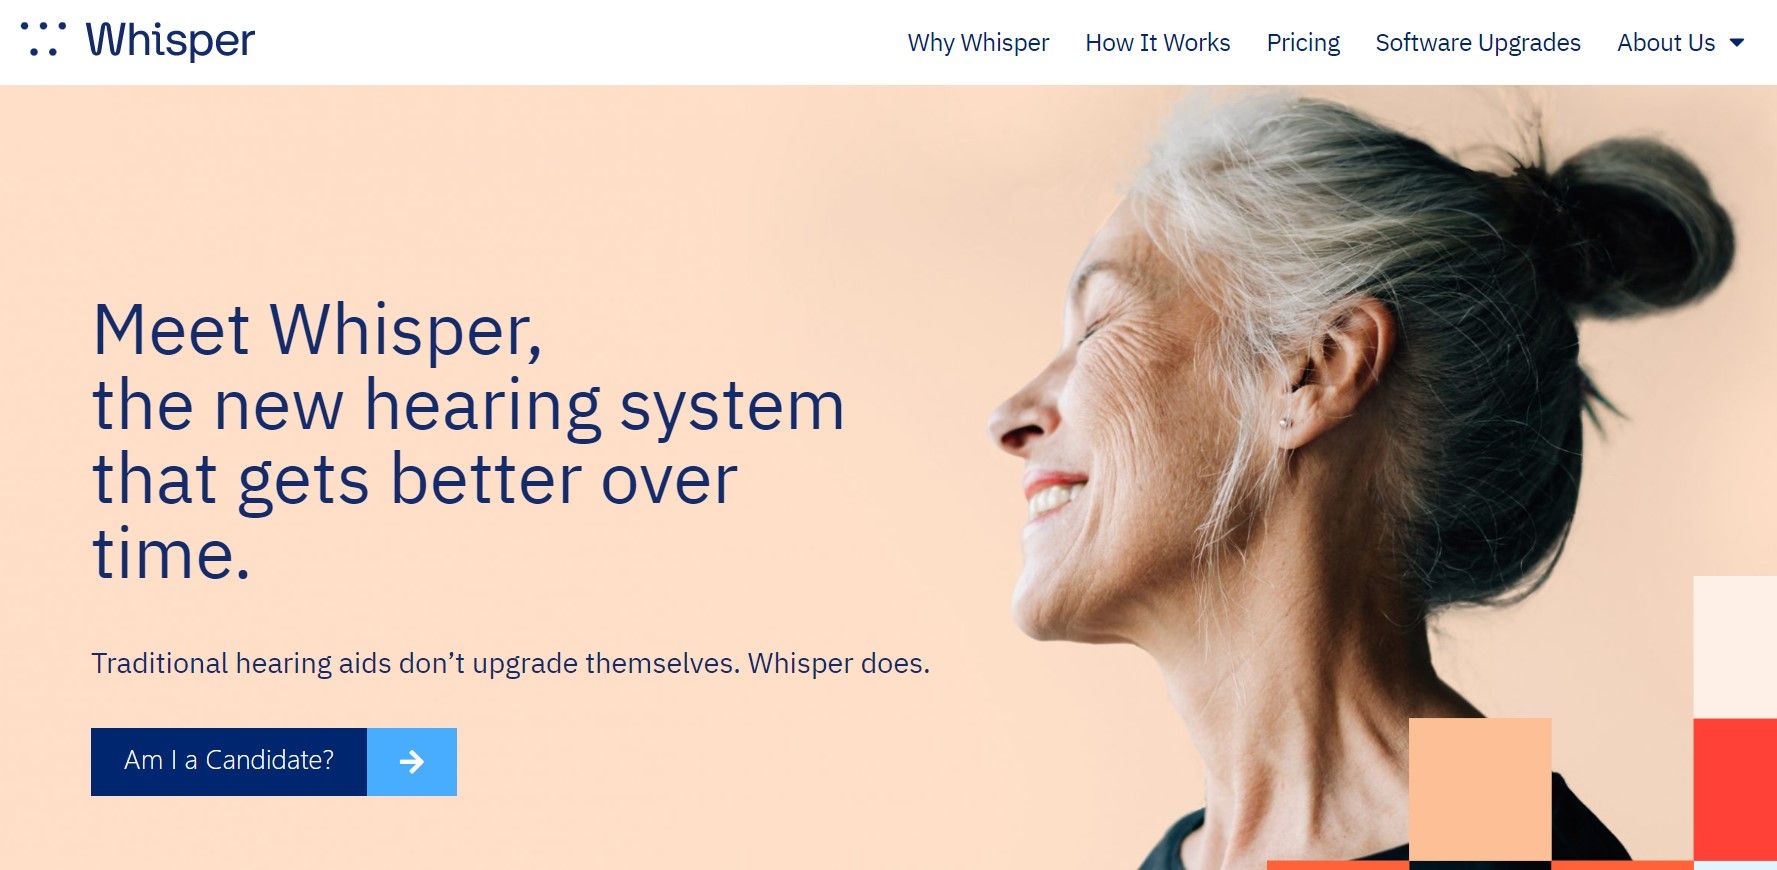 Whisper
Why Whisper
How It Works
Pricing
Software Upgrades
About Us
Meet Whisper,
the new hearing system
that gets better over
time.
Traditional hearing aids don’t upgrade themselves. Whisper does.
Am I a Candidate?